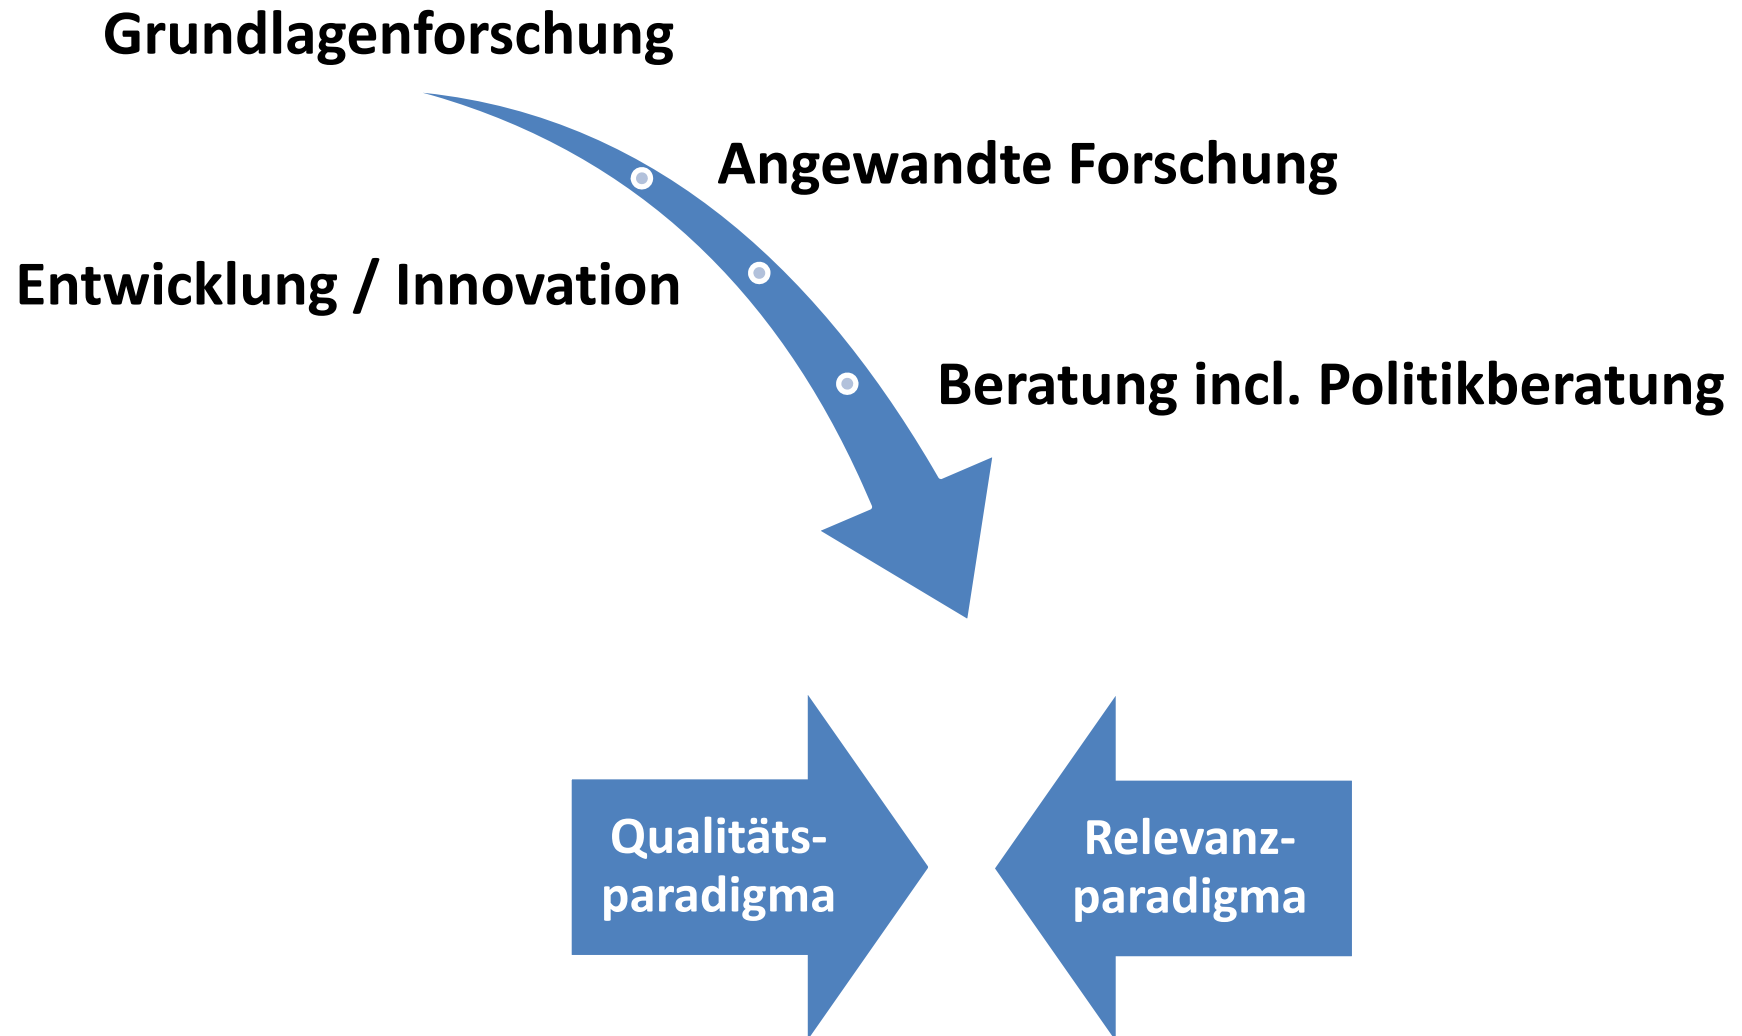 Grundlagenforschung
Angewandte Forschung
Entwicklung / Innovation
Beratung incl. Politikberatung
Qualitäts-
paradigma
Relevanz-
paradigma